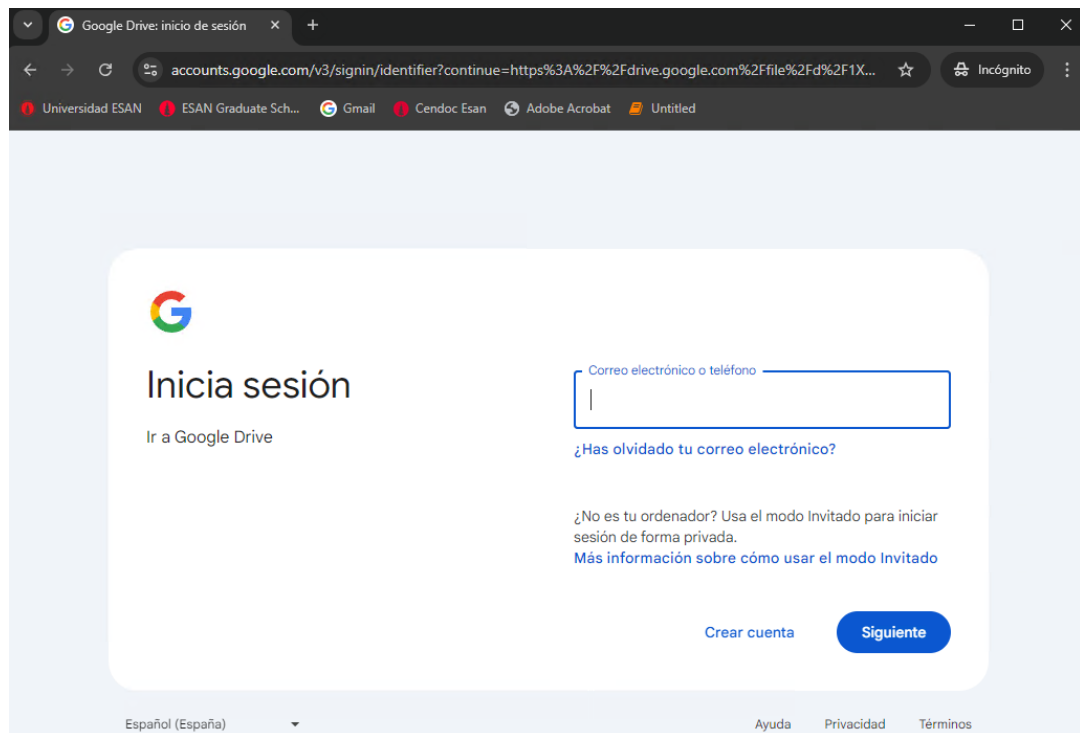 Google Drive: inicio de sesión
accounts.google.com/v3/signin/identifier?continue=https%3A%2F%2Fdrive.google.com%2Ffile%2Fd%2F1X...
Incógnito
Universidad ESAN
ESAN Graduate Sch...
Gmail
Cendoc Esan
Adobe Acrobat
Untitled
Inicia sesión
Ir a Google Drive
Correo electrónico o teléfono
¿Has olvidado tu correo electrónico?
¿No es tu ordenador? Usa el modo Invitado para iniciar
sesión de forma privada.
Más información sobre cómo usar el modo Invitado
Crear cuenta
Siguiente
Español (España)
Ayuda
Privacidad
Términos